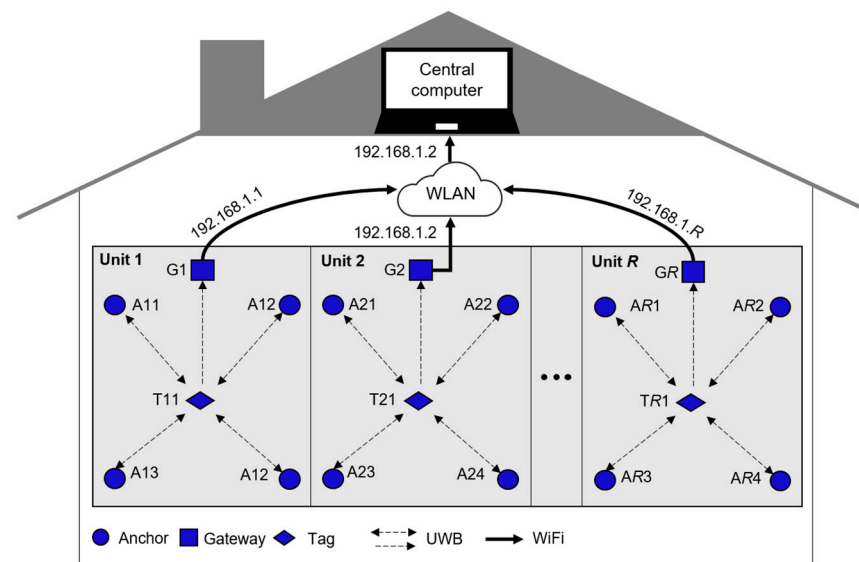 Central
computer
192.168.1.2
WLAN
192.168.1.1
192.168.1.2
192.168.1.R
Unit 1
G1
A11
A12
T11
A13
A12
Unit 2
G2
A21
A22
T21
A23
A24
Unit R
GR
AR1
AR2
TR1
AR3
AR4
Anchor Gateway Tag UWB WiFi